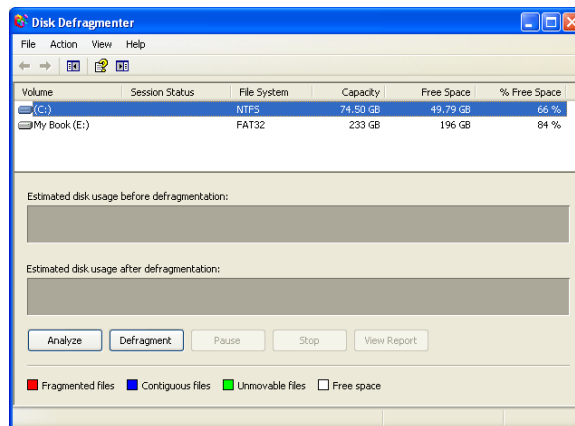 Disk Defragmenter
File Action View Help
Volume Session Status File System Capacity Free Space % Free Space
(C:) NTFS 74.50 GB 49.79 GB 66 %
My Book (E:) FAT32 233 GB 196 GB 84 %
Estimated disk usage before defragmentation:
Estimated disk usage after defragmentation:
Analyze Defragment Pause Stop View Report
Fragmented files Contiguous files Unmovable files Free space